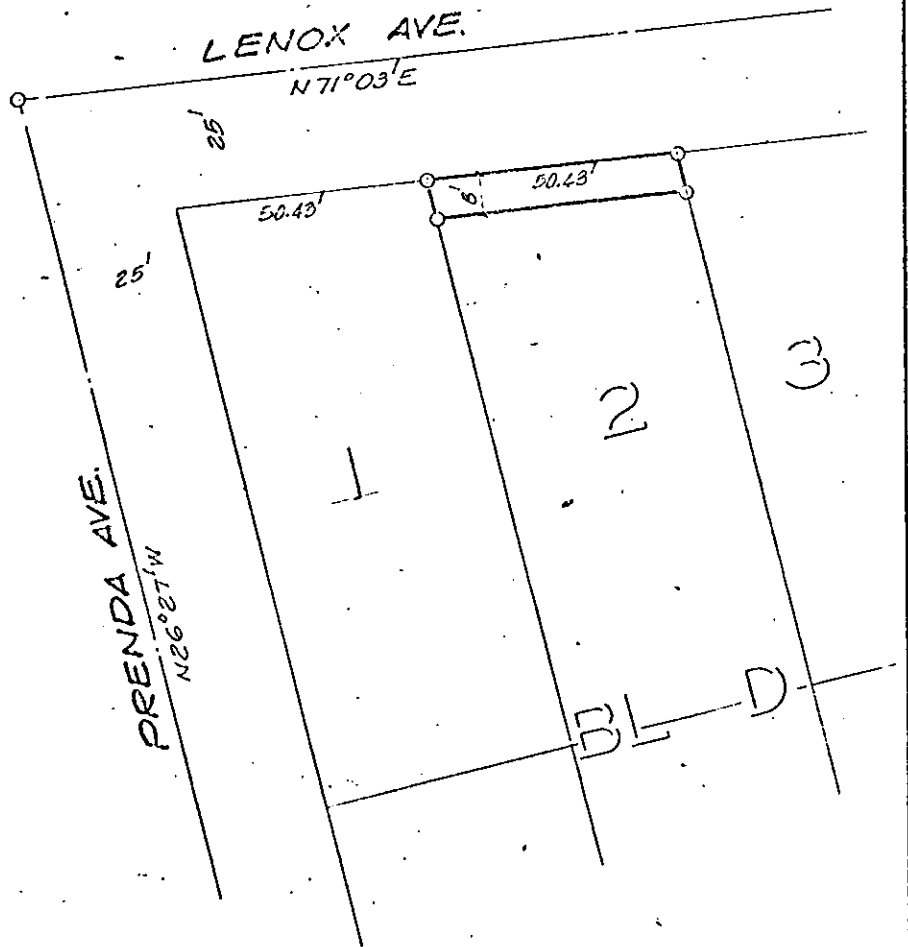 LENOX AVE.
N71°03'E
25'
50.43'
6'
50.43'
25'
1
2
3
PRENDA AVE.
N26°27'W
BL D